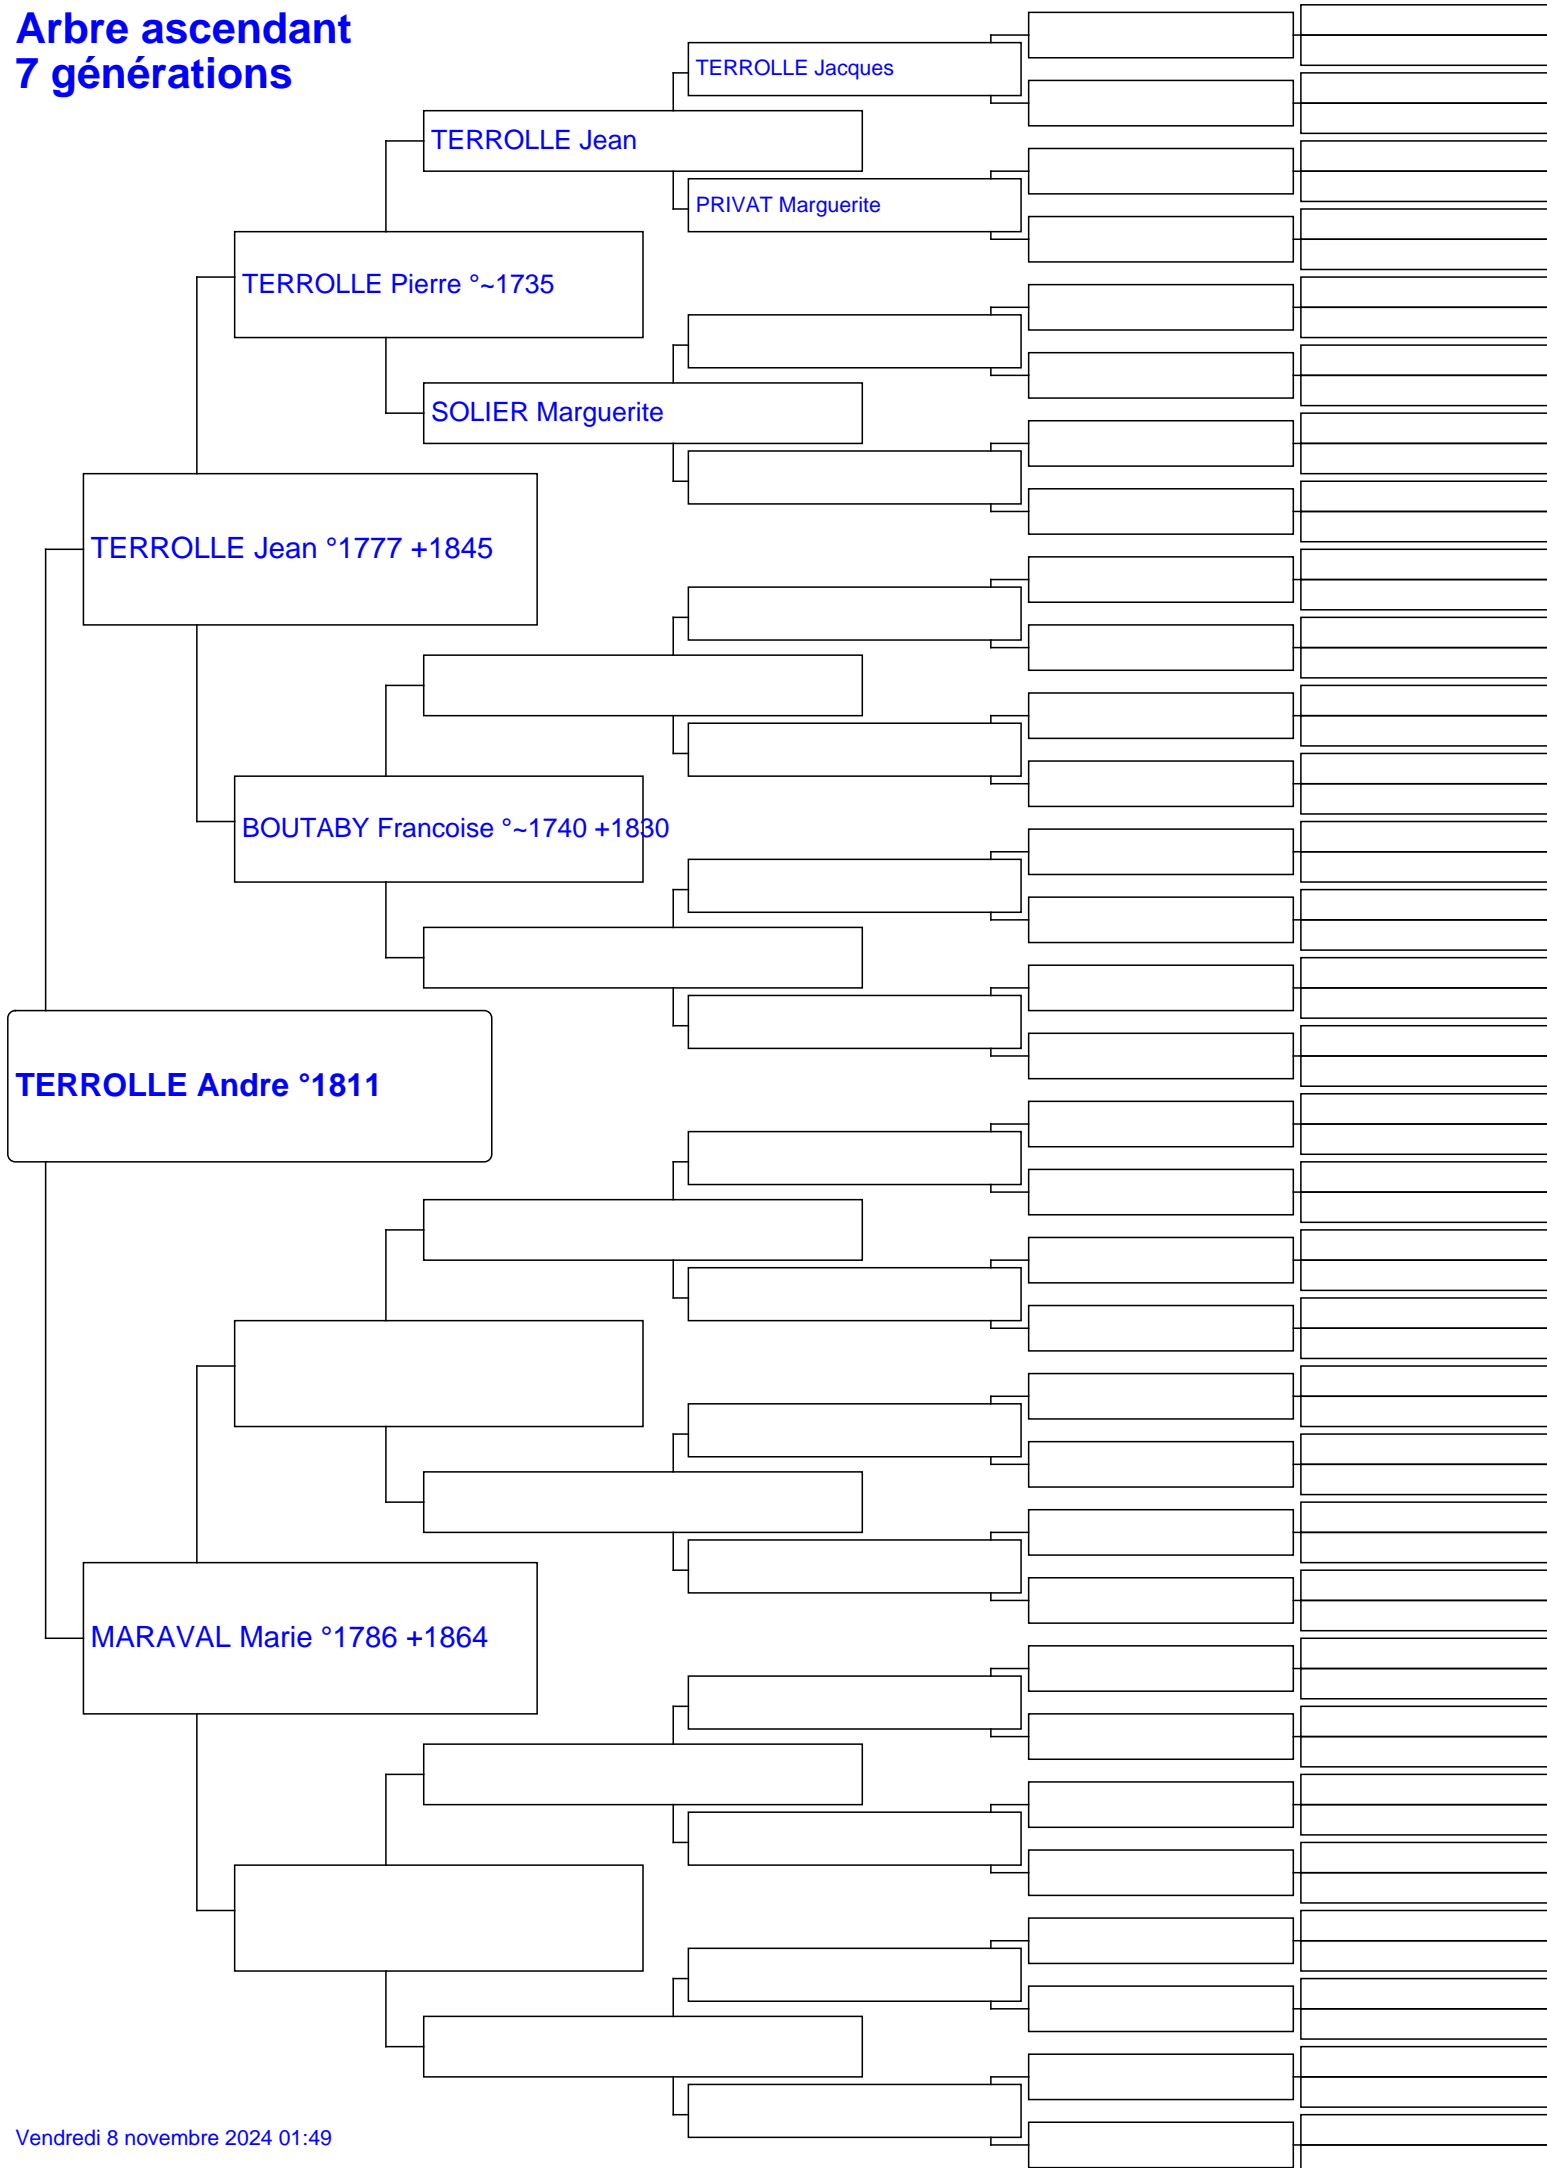 Arbre ascendant
7 générations
TERROLLE Jacques
TERROLLE Jean
PRIVAT Marguerite
TERROLLE Pierre °~1735
SOLIER Marguerite
TERROLLE Jean °1777 +1845
BOUTABY Francoise °~1740 +1830
TERROLLE Andre °1811
MARAVAL Marie °1786 +1864
Vendredi 8 novembre 2024 01:49